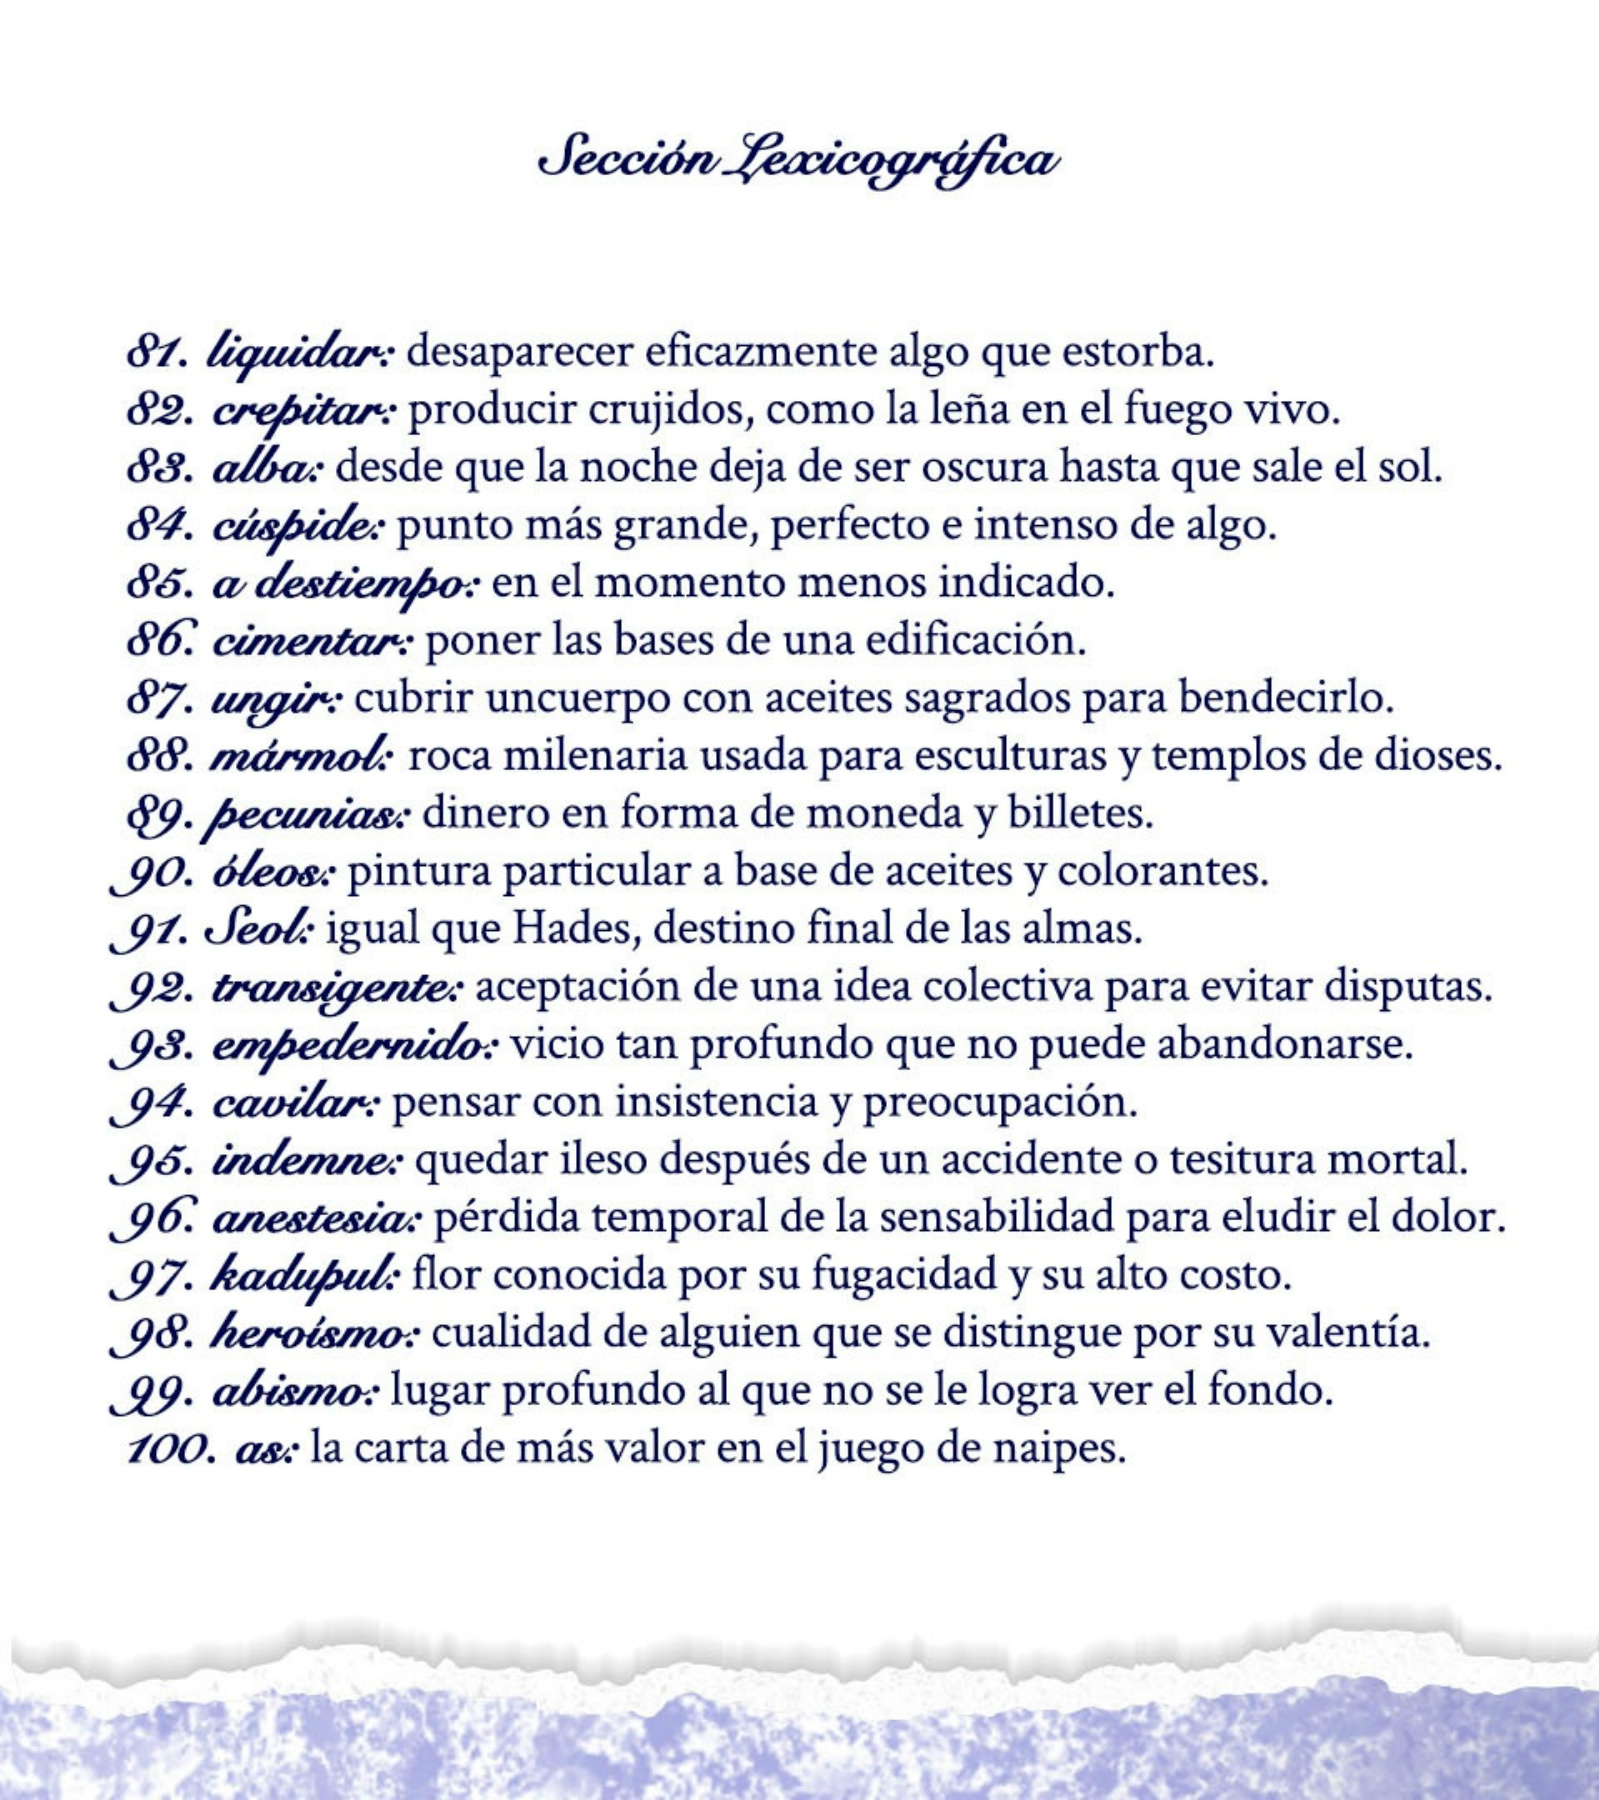 Sección Lexicográfica
81. liquidar: desaparecer eficazmente algo que estorba.
82. crepitar: producir crujidos, como la leña en el fuego vivo.
83. alba: desde que la noche deja de ser oscura hasta que sale el sol.
84. cúspide: punto más grande, perfecto e intenso de algo.
85. a destiempo: en el momento menos indicado.
86. cimentar: poner las bases de una edificación.
87. ungir: cubrir uncuerpo con aceites sagrados para bendecirlo.
88. mármol: roca milenaria usada para esculturas y templos de dioses.
89. pecunias: dinero en forma de moneda y billetes.
90. óleos: pintura particular a base de aceites y colorantes.
91. Seol: igual que Hades, destino final de las almas.
92. transigente: aceptación de una idea colectiva para evitar disputas.
93. empedernido: vicio tan profundo que no puede abandonarse.
94. cavilar: pensar con insistencia y preocupación.
95. indemne: quedar ileso después de un accidente o tesitura mortal.
96. anestesia: pérdida temporal de la sensabilidad para eludir el dolor.
97. kadupul: flor conocida por su fugacidad y su alto costo.
98. heroísmo: cualidad de alguien que se distingue por su valentía.
99. abismo: lugar profundo al que no se le logra ver el fondo.
100. as: la carta de más valor en el juego de naipes.